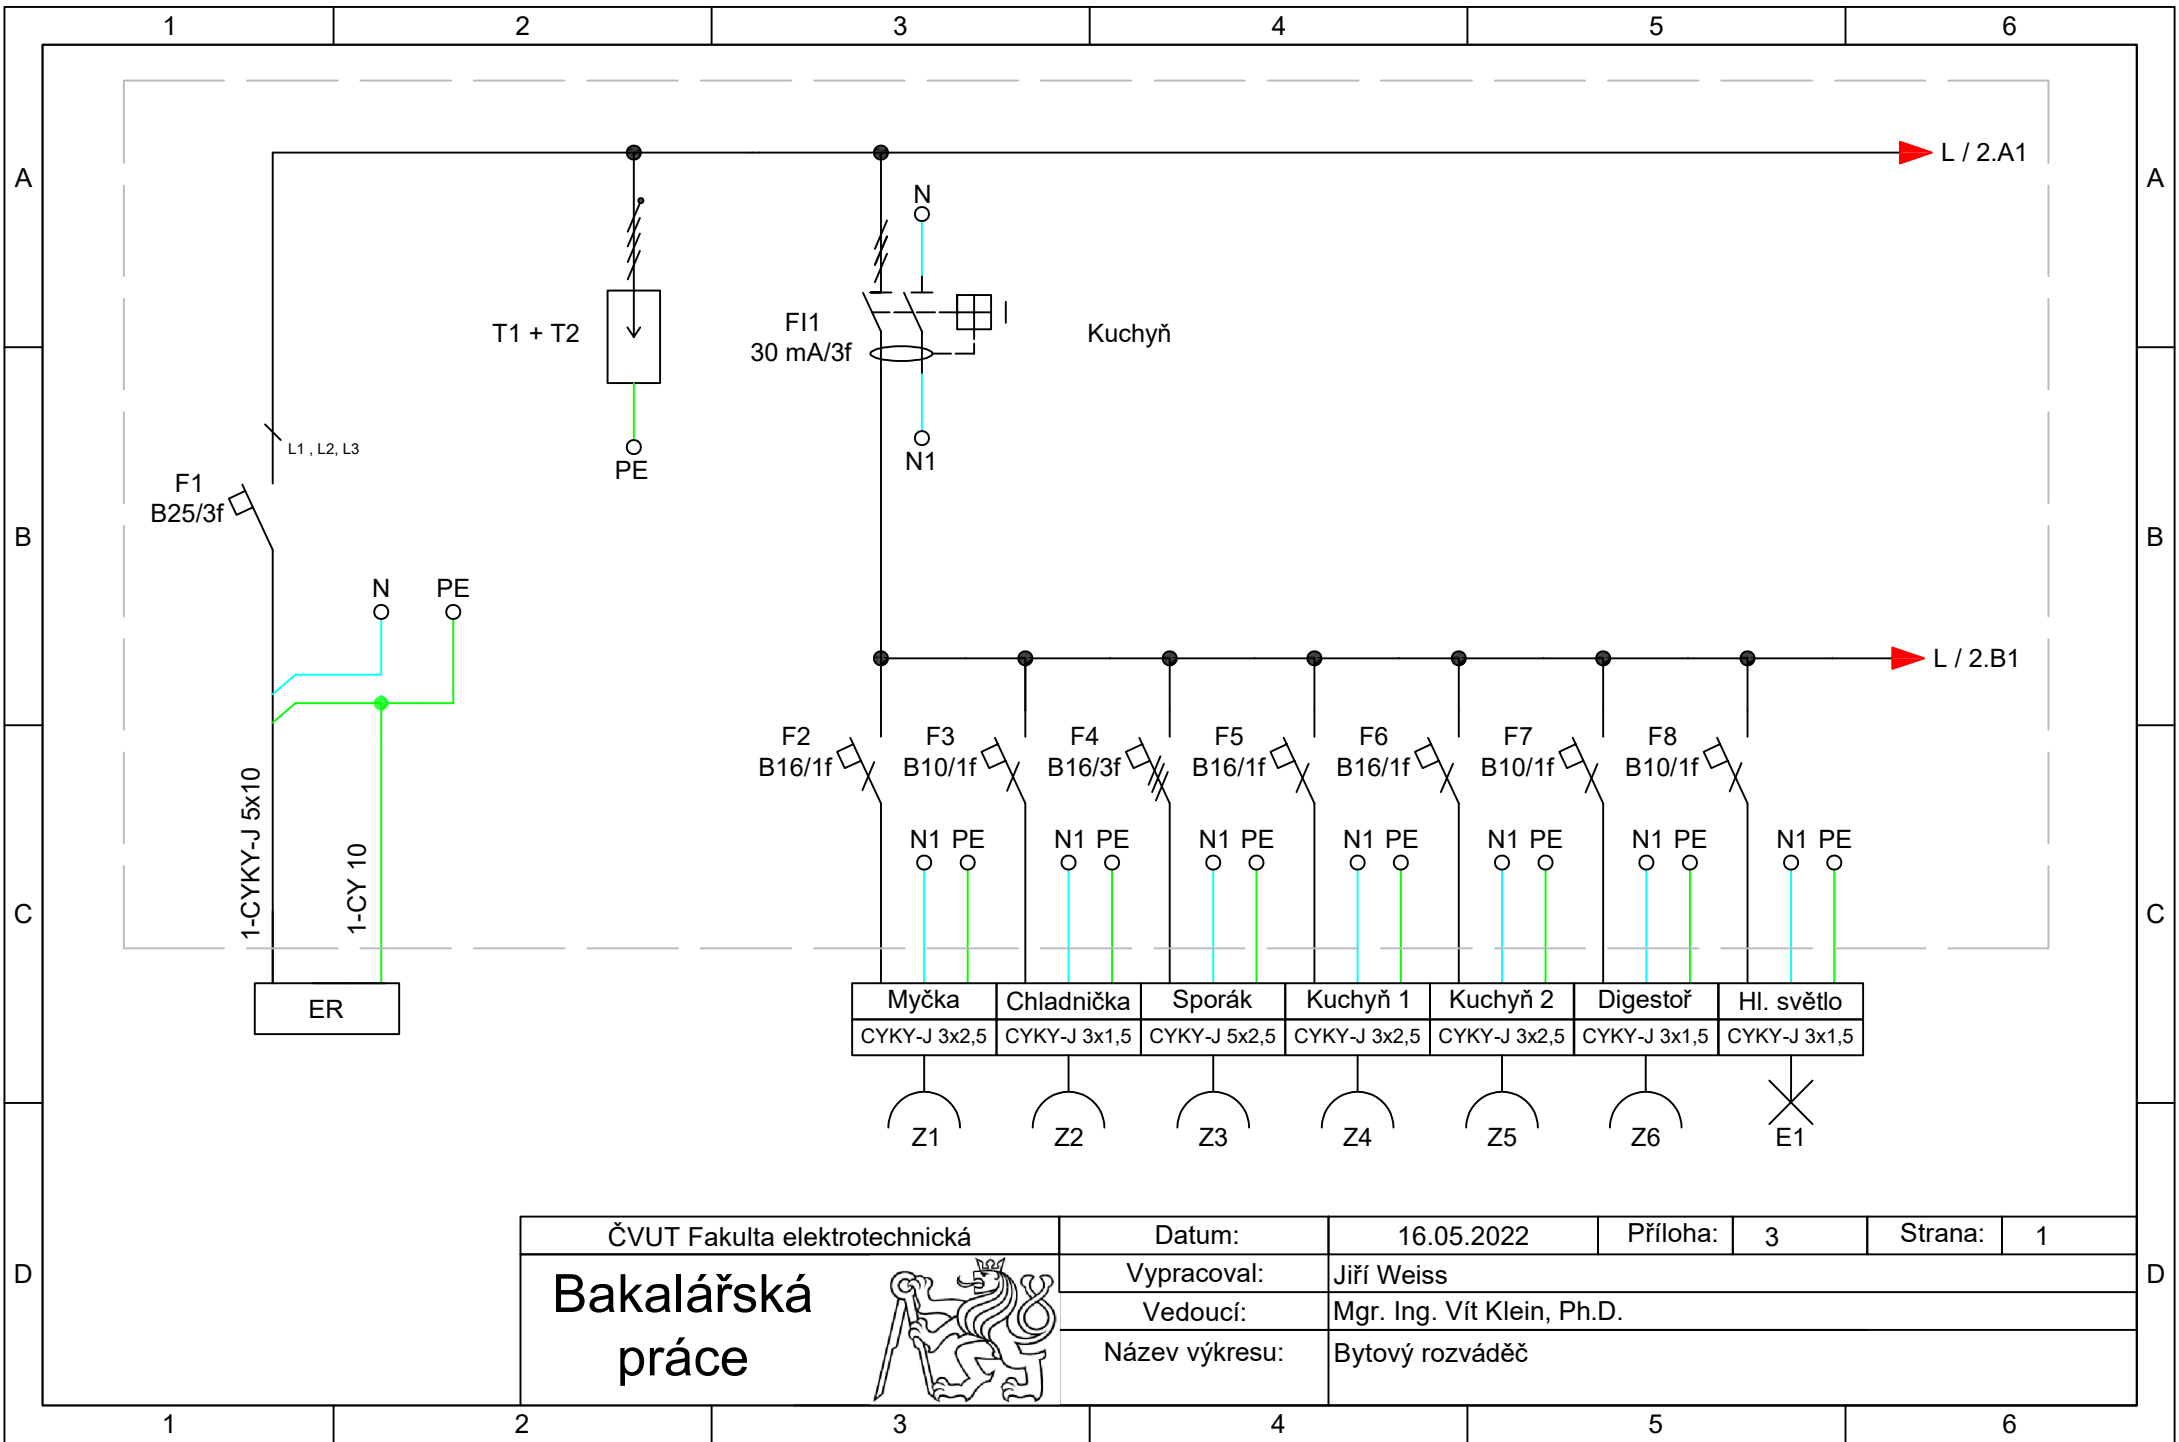 1 2 3 4 5 6
A A
L / 2.A1
N
T1 + T2
FI1
30 mA/3f
Kuchyň
L1 , L2, L3
PE
N1
F1
B25/3f
B B
N PE
L / 2.B1
F2 F3 F4 F5 F6 F7 F8
B16/1f B10/1f B16/3f B16/1f B16/1f B10/1f B10/1f
1-CYKY-J 5x10
1-CY 10
N1 PE N1 PE N1 PE N1 PE N1 PE N1 PE N1 PE
C C
ER
Myčka Chladnička Sporák Kuchyň 1 Kuchyň 2 Digestoř Hl. světlo
CYKY-J 3x2,5 CYKY-J 3x1,5 CYKY-J 5x2,5 CYKY-J 3x2,5 CYKY-J 3x2,5 CYKY-J 3x1,5 CYKY-J 3x1,5
Z1 Z2 Z3 Z4 Z5 Z6 E1
ČVUT Fakulta elektrotechnická
Bakalářská
práce
Datum: 16.05.2022 Příloha: 3 Strana: 1
Vypracoval: Jiří Weiss
Vedoucí: Mgr. Ing. Vít Klein, Ph.D.
Název výkresu: Bytový rozváděč
D D
1 2 3 4 5 6